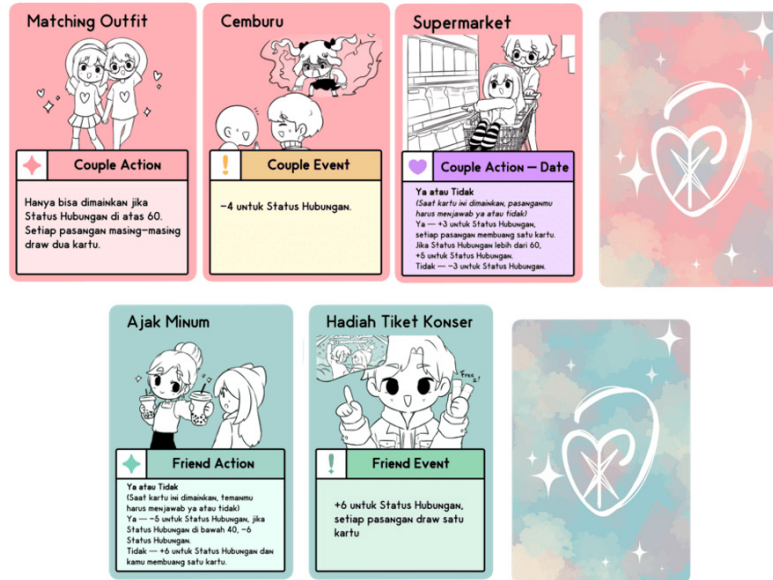 Matching Outfit
Couple Action
Hanya bisa dimainkan jika
Status Hubungan di atas 60.
Setiap pasangan masing-masing
draw dua kartu.
Cemburu
Couple Event
-4 untuk Status Hubungan.
Supermarket
Couple Action — Date
Ya atau Tidak
(Saat kartu ini dimainkan, pasanganmu
harus menjawab ya atau tidak)
Ya — +3 untuk Status Hubungan,
setiap pasangan membuang satu kartu.
Jika Status Hubungan lebih dari 60,
+5 untuk Status Hubungan.
Tidak — -3 untuk Status Hubungan.
Ajak Minum
Friend Action
Ya atau Tidak
(Saat kartu ini dimainkan, temanmu
harus menjawab ya atau tidak)
Ya — -5 untuk Status Hubungan, jika
Status Hubungan di bawah 40, -6
Status Hubungan.
Tidak — +6 untuk Status Hubungan dan
kamu membuang satu kartu.
Hadiah Tiket Konser
Free
2!
Friend Event
+6 untuk Status Hubungan,
setiap pasangan draw satu
kartu